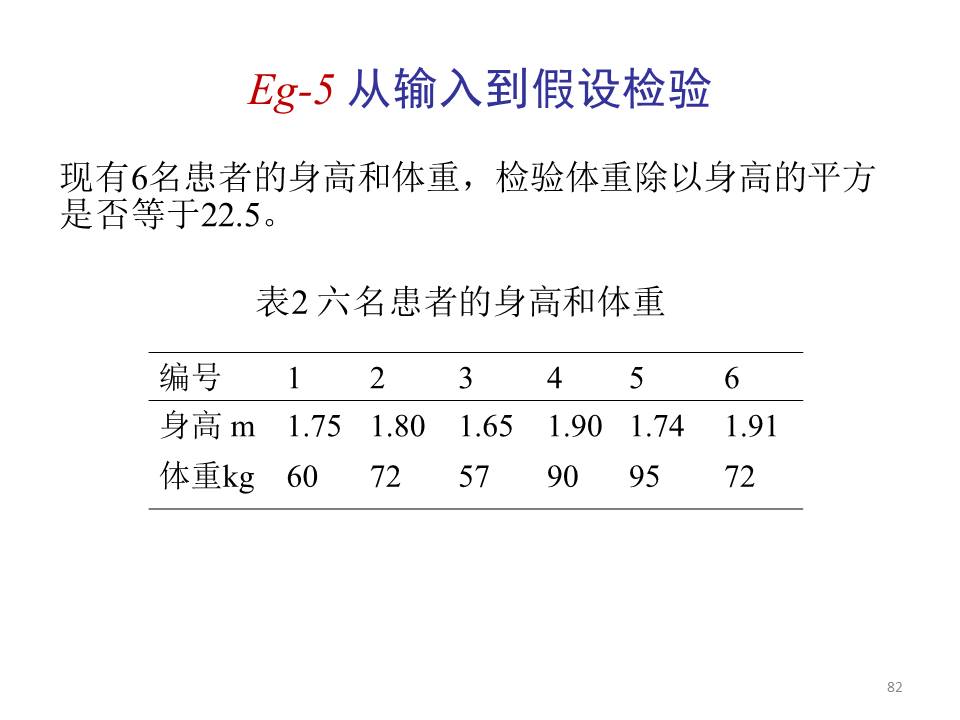 Eg-5 从输入到假设检验
现有6名患者的身高和体重，检验体重除以身高的平方
是否等于22.5。
表2 六名患者的身高和体重
编号 1 2 3 4 5 6
身高 m 1.75 1.80 1.65 1.90 1.74 1.91
体重kg 60 72 57 90 95 72
82